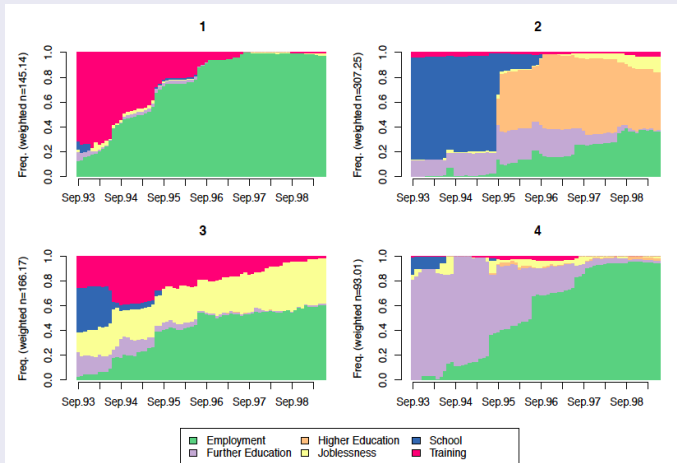 1
2
Freq. (weighted n=145.14)
0.0 0.2 0.4 0.6 0.8 1.0
Sep.93 Sep.94 Sep.95 Sep.96 Sep.97 Sep.98
Freq. (weighted n=307.25)
0.0 0.2 0.4 0.6 0.8 1.0
Sep.93 Sep.94 Sep.95 Sep.96 Sep.97 Sep.98
3
4
Freq. (weighted n=166.17)
0.0 0.2 0.4 0.6 0.8 1.0
Sep.93 Sep.94 Sep.95 Sep.96 Sep.97 Sep.98
Freq. (weighted n=93.01)
0.0 0.2 0.4 0.6 0.8 1.0
Sep.93 Sep.94 Sep.95 Sep.96 Sep.97 Sep.98
Employment Higher Education School
Further Education Joblessness Training